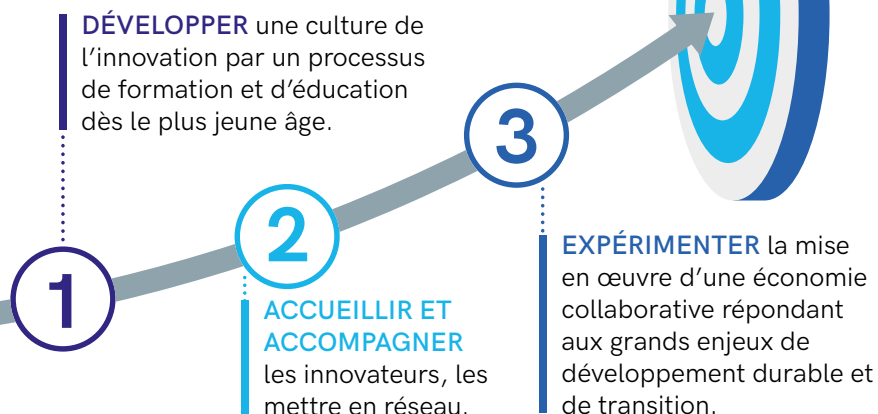 DÉVELOPPER une culture de
l'innovation par un processus
de formation et d'éducation
dès le plus jeune âge.
1
2
ACCUEILLIR ET
ACCOMPAGNER
les innovateurs, les
mettre en réseau.
3
EXPÉRIMENTER la mise
en œuvre d'une économie
collaborative répondant
aux grands enjeux de
développement durable et
de transition.